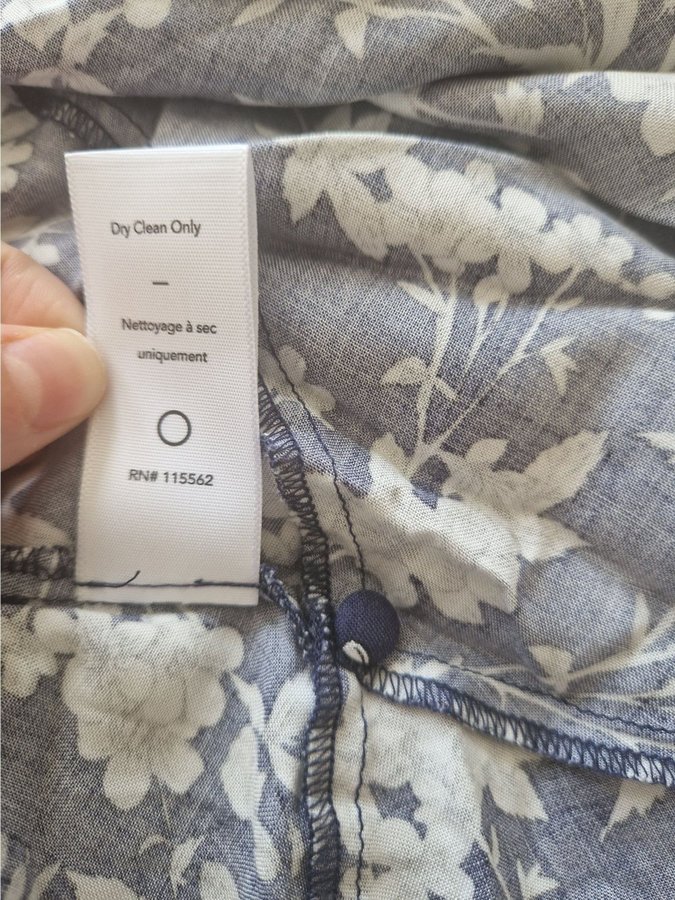 Dry Clean Only
—
Nettoyage à sec
uniquement
RN# 115562